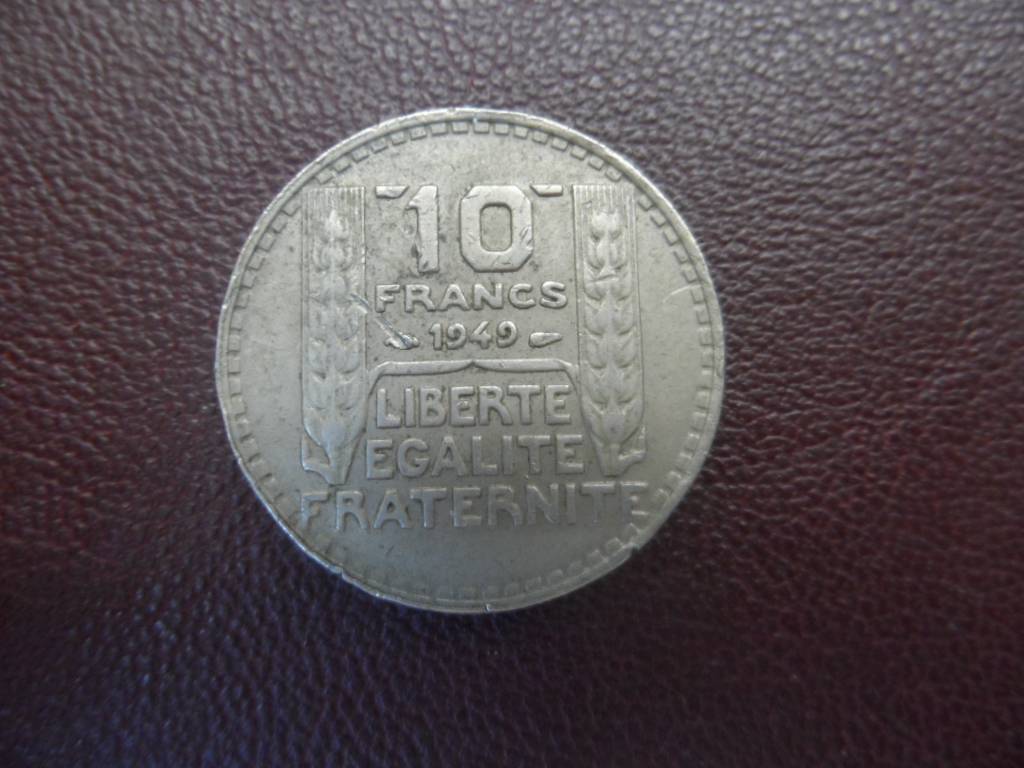 10
FRANCS
1949
LIBERTE
EGALITE
FRATERNITE